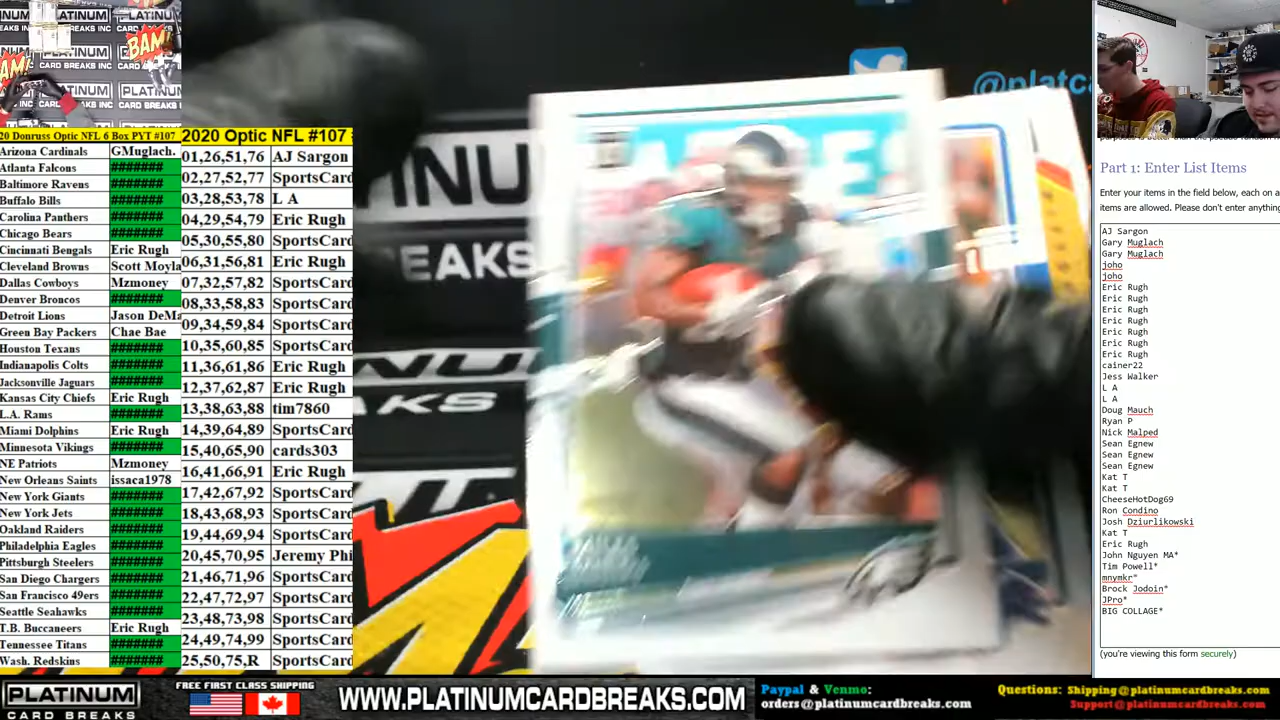 PLATINUM
CARD BREAKS INC
BAM!
20 Donruss Optic NFL 6 Box PYT #107
Arizona Cardinals GMuglach.
Atlanta Falcons #######
Baltimore Ravens #######
Buffalo Bills #######
Carolina Panthers #######
Chicago Bears #######
Cincinnati Bengals Eric Rugh
Cleveland Browns Scott Moyla
Dallas Cowboys Mzmoney
Denver Broncos #######
Detroit Lions Jason DeMa
Green Bay Packers Chae Bae
Houston Texans #######
Indianapolis Colts #######
Jacksonville Jaguars #######
Kansas City Chiefs Eric Rugh
L.A. Rams #######
Miami Dolphins Eric Rugh
Minnesota Vikings #######
NE Patriots Mzmoney
New Orleans Saints issaca1978
New York Giants #######
New York Jets #######
Oakland Raiders #######
Philadelphia Eagles #######
Pittsburgh Steelers #######
San Diego Chargers #######
San Francisco 49ers #######
Seattle Seahawks #######
T.B. Buccaneers Eric Rugh
Tennessee Titans #######
Wash. Redskins #######
2020 Optic NFL #107
01,26,51,76 AJ Sargon
02,27,52,77 SportsCard
03,28,53,78 L A
04,29,54,79 Eric Rugh
05,30,55,80 SportsCard
06,31,56,81 Eric Rugh
07,32,57,82 SportsCard
08,33,58,83 SportsCard
09,34,59,84 SportsCard
10,35,60,85 SportsCard
11,36,61,86 Eric Rugh
12,37,62,87 Eric Rugh
13,38,63,88 tim7860
14,39,64,89 SportsCard
15,40,65,90 cards303
16,41,66,91 Eric Rugh
17,42,67,92 SportsCard
18,43,68,93 SportsCard
19,44,69,94 SportsCard
20,45,70,95 Jeremy Phi
21,46,71,96 SportsCard
22,47,72,97 SportsCard
23,48,73,98 SportsCard
24,49,74,99 SportsCard
25,50,75,R SportsCard
@platca
INUM
BREAKS
Part 1: Enter List Items
Enter your items in the field below, each on a
items are allowed. Please don't enter anything
AJ Sargon
Gary Muglach
Gary Muglach
joho
joho
Eric Rugh
Eric Rugh
Eric Rugh
Eric Rugh
Eric Rugh
Eric Rugh
Eric Rugh
cainer22
Jess Walker
L A
L A
Doug Mauch
Ryan P
Nick Malped
Sean Egnew
Sean Egnew
Sean Egnew
Kat T
Kat T
CheeseHotDog69
Ron Condino
Josh Dziurlikowski
Kat T
Eric Rugh
John Nguyen MA*
Tim Powell*
mnymkr*
Brock Jodoin*
JPro*
BIG COLLAGE*
(you're viewing this form securely)
PLATINUM
CARD BREAKS
FREE FIRST CLASS SHIPPING
WWW.PLATINUMCARDBREAKS.COM
Paypal & Venmo:
orders@platinumcardbreaks.com
Questions: Shipping@platinumcardbreaks.com
Support@platinumcardbreaks.com